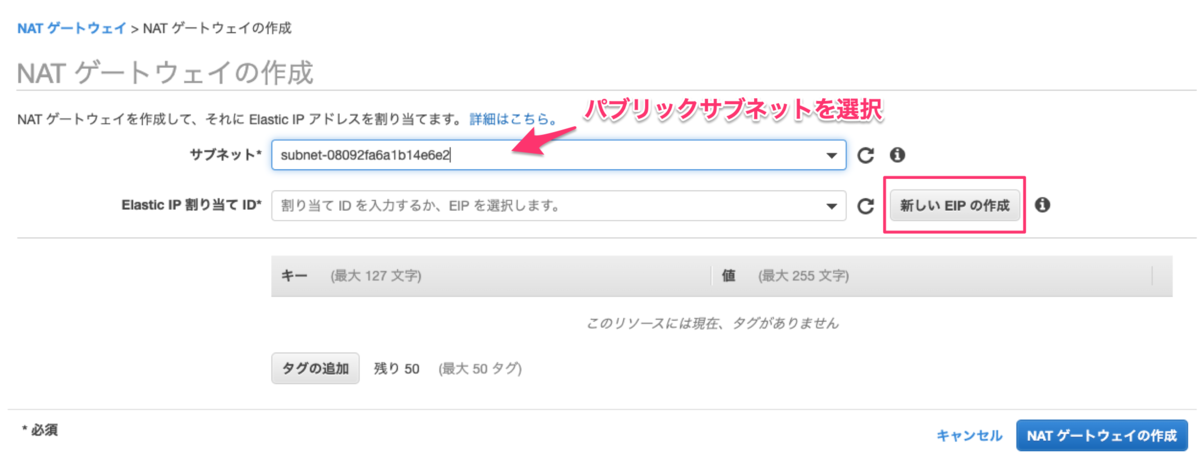 NAT ゲートウェイ > NAT ゲートウェイの作成
NAT ゲートウェイの作成
パブリックサブネットを選択
NAT ゲートウェイを作成して、それに Elastic IP アドレスを割り当てます。 詳細はこちら。
サブネット* subnet-08092fa6a1b14e6e2
Elastic IP 割り当て ID* 割り当て ID を入力するか、EIP を選択します。 新しい EIP の作成
キー (最大 127 文字) 値 (最大 255 文字)
このリソースには現在、タグがありません
タグの追加 残り 50 (最大 50 タグ)
* 必須
キャンセル NAT ゲートウェイの作成